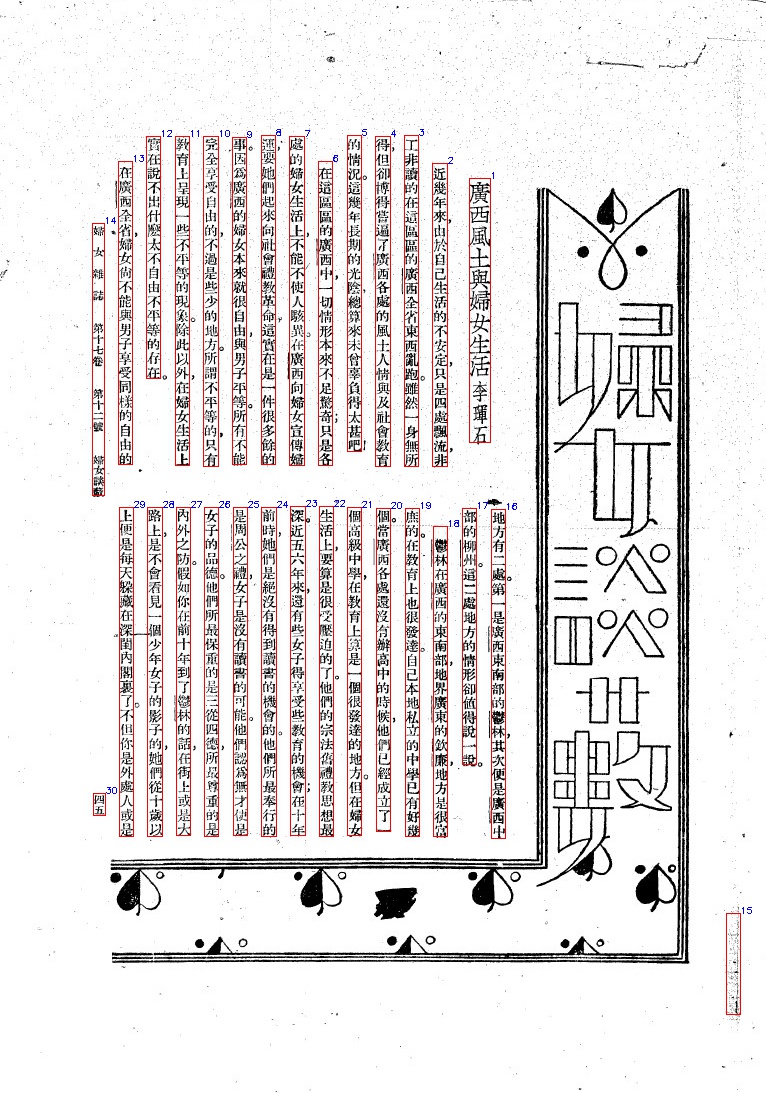 婦女談藪
廣西風土與婦女生活 李琿石
近幾年來，由於自己生活的不安定，只是四處飄流，非
工非讀的在這區區的廣西全省東西亂跑。雖然一身無所
得，但卻博得嘗遍了廣西各處的風土人情與及社會教育
的情況。這幾年長期的光陰，總算來未曾辜負得太甚吧！
在這區區的廣西中，一切情形本來不足驚奇；只是各
處的婦女生活上，不能不使人駭異。在廣西向婦女宣傳婦
運，要她們起來向社會禮教革命，這實在是一件很多餘的
事。因為廣西的婦女本來就很自由，與男子平等。所有不能
完全享受自由的，不過是些少的地方。所謂不平等的，只有
教育上呈現一些不平等的現象。除此以外，在婦女生活上
實在說不出什麼太不自由不平等的存在。
在廣西全省婦女尚不能與男子享受同樣的自由的
地方有二處。第一是廣西東南部的鬱林，其次便是廣西中
部的柳州。這二處地方的情形卻值得說一說。
鬱林在廣西的東南部，地界廣東的欽廉，地方是很富
庶的。在教育上也很發達，自己本地私立的中學已有好幾
個。當廣西各處還沒有辦高中的時候，他們已經成立了一
個高級中學。在教育上算是一個很發達的地方。但在婦女
生活上，要算是很受壓迫的了。他們的宗法舊禮教思想最
深。近五六年來，還有些女子得享受些教育的機會；在十年
前時她們是絕沒有得到讀書的機會的。他們所最奉行的
是周公之禮，女子是沒有讀書的可能。他們認為無才便是
女子的品德。他們所最保重的是三從四德，所最尊重的是
內外之防。假如你在前十年到了鬱林的話，在街上或是大
路上是不會看見一個少年女子的影子的。她們從十歲以
上便是每天躲藏在深閨內閣裏了。不但你是外處人，或是
婦女雜誌 第十七卷 第十二號 婦女談藪
四五